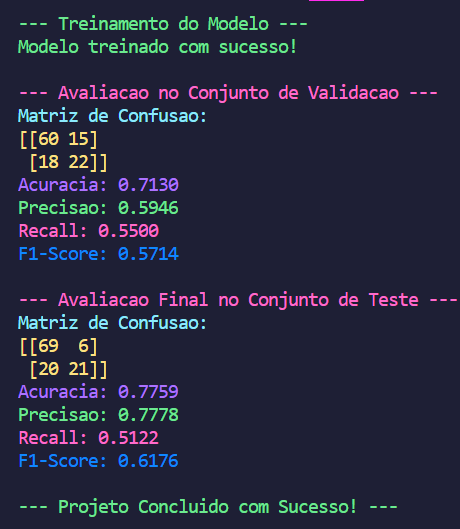 --- Treinamento do Modelo ---
Modelo treinado com sucesso!
--- Avaliacao no Conjunto de Validacao ---
Matriz de Confusao:
[[60 15]
[18 22]]
Acuracia: 0.7130
Precisao: 0.5946
Recall: 0.5500
F1-Score: 0.5714
--- Avaliacao Final no Conjunto de Teste ---
Matriz de Confusao:
[[69  6]
[20 21]]
Acuracia: 0.7759
Precisao: 0.7778
Recall: 0.5122
F1-Score: 0.6176
--- Projeto Concluido com Sucesso! ---